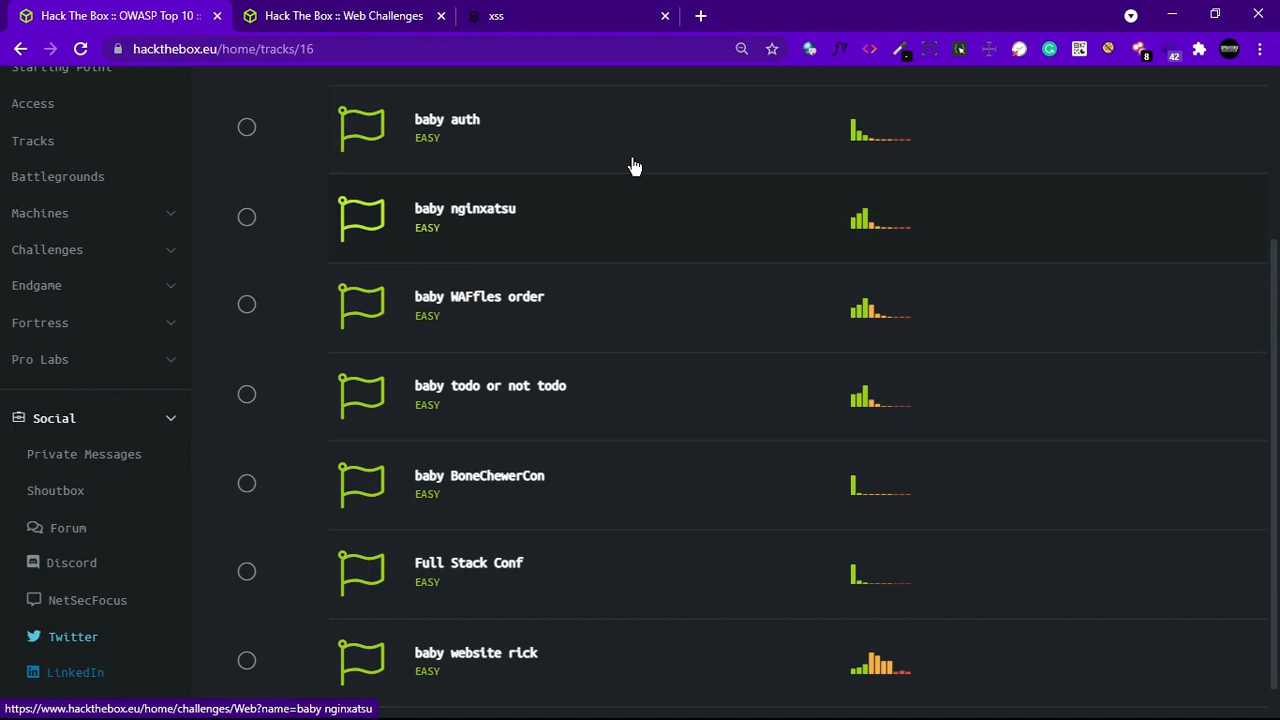 Hack The Box :: OWASP Top 10 ::
Hack The Box :: Web Challenges
xss
hackthebox.eu/home/tracks/16
8
42
Starting Point
Access
Tracks
Battlegrounds
Machines
Challenges
Endgame
Fortress
Pro Labs
Social
Private Messages
Shoutbox
Forum
Discord
NetSecFocus
Twitter
LinkedIn
baby auth
EASY
baby nginxatsu
EASY
baby WAFfles order
EASY
baby todo or not todo
EASY
baby BoneChewerCon
EASY
Full Stack Conf
EASY
baby website rick
EASY
https://www.hackthebox.eu/home/challenges/Web?name=baby nginxatsu